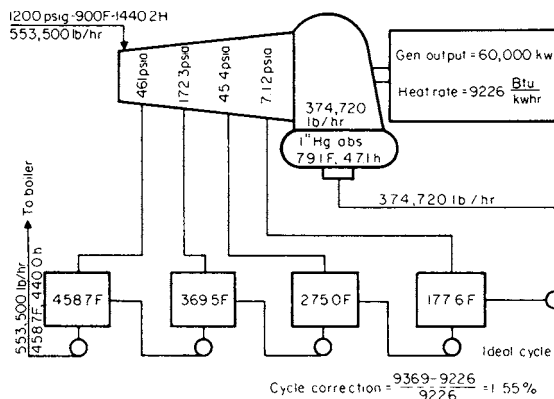 1200 psig-900F-1440 2H
553,500 lb/hr
461 psia
172 3 psia
45 4 psia
7.12 psia
374,720
lb/hr
1" Hg abs
79 1 F, 47 1 h
Gen output = 60,000 kw
Heat rate = 9226 Btu
kwhr
374,720 lb/hr
To boiler
553,500 lb/hr
458 7F 440 0 h
458 7F
369 5F
275 0F
177 6F
Ideal cycle
Cycle correction = 9369-9226
9226
= 1 55%